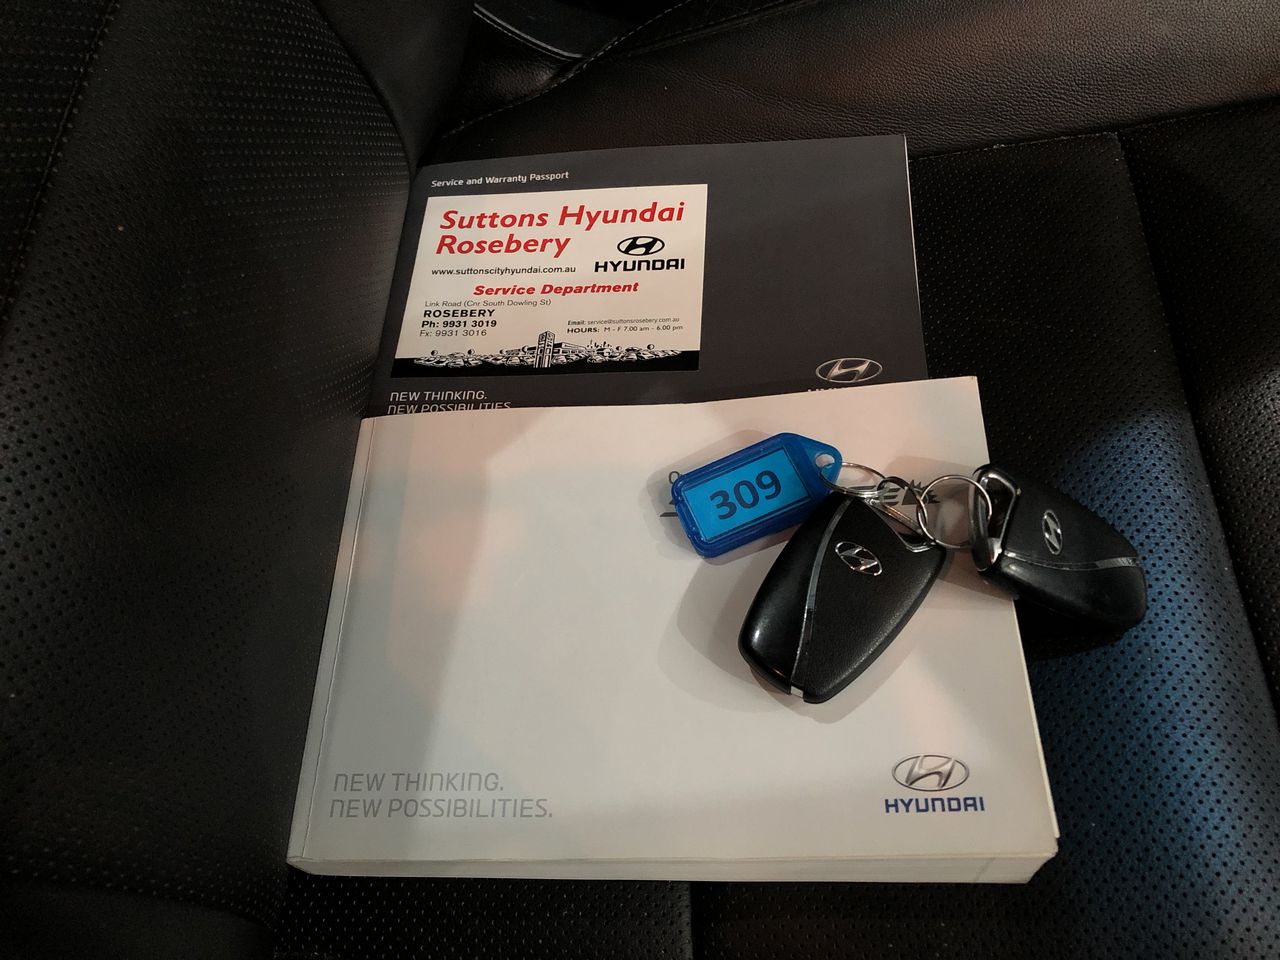 Service and Warranty Passport
Suttons Hyundai
Rosebery
HYUNDAI
www.suttonscityhyundai.com.au
Service Department
Link Road (Cnr South Dowling St)
ROSEBERY
Ph: 9931 3019
Fx: 9931 3016
Email: service@suttonsrosebery.com.au
HOURS: M - F 7.00 am - 6.00 pm
NEW THINKING.
NEW POSSIBILITIES.
309
NEW THINKING.
NEW POSSIBILITIES.
HYUNDAI